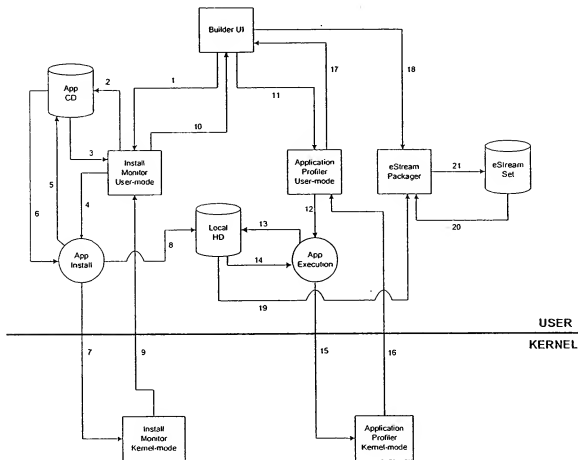 Builder UI
1
2
17
18
App
CD
11
10
3
Install
Monitor
User-mode
Application
Profiler
User-mode
eStream
Packager
21
eStream
Set
5
4
6
12
20
Local
HD
13
8
App
Install
14
App
Execution
19
USER
KERNEL
7
9
15
16
Install
Monitor
Kernel-mode
Application
Profiler
Kernel-mode